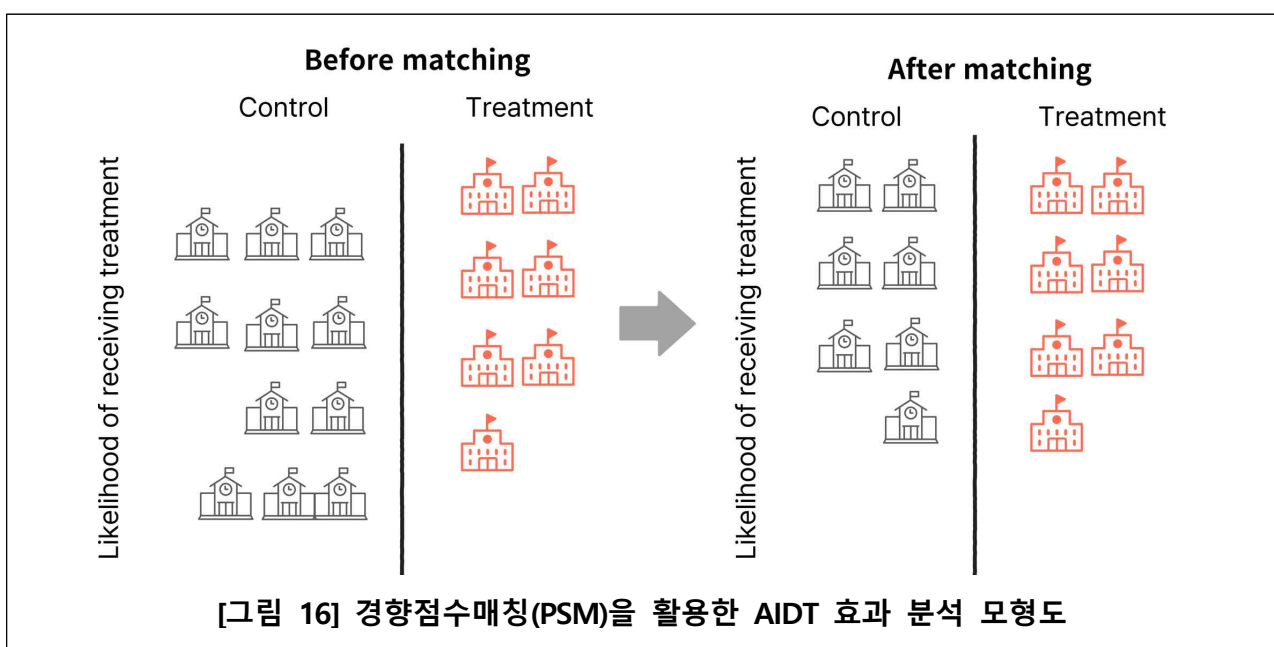 Before matching
Control
Treatment
Likelihood of receiving treatment
After matching
Control
Treatment
Likelihood of receiving treatment
[그림 16] 경향점수매칭(PSM)을 활용한 AIDT 효과 분석 모형도